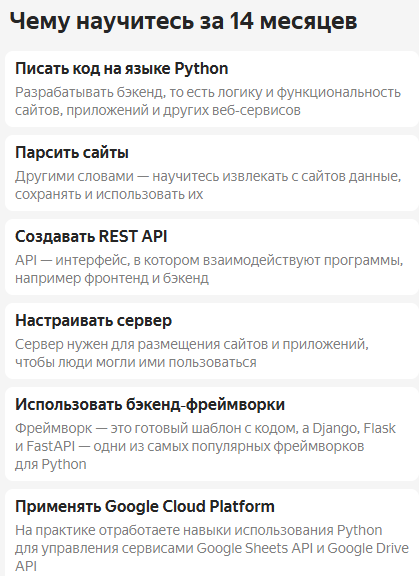 Чему научитесь за 14 месяцев
Писать код на языке Python
Разрабатывать бэкенд, то есть логику и функциональность
сайтов, приложений и других веб-сервисов
Парсить сайты
Другими словами — научитесь извлекать с сайтов данные,
сохранять и использовать их
Создавать REST API
API — интерфейс, в котором взаимодействуют программы,
например фронтенд и бэкенд
Настраивать сервер
Сервер нужен для размещения сайтов и приложений,
чтобы люди могли ими пользоваться
Использовать бэкенд-фреймворки
Фреймворк — это готовый шаблон с кодом, а Django, Flask
и FastAPI — одни из самых популярных фреймворков
для Python
Применять Google Cloud Platform
На практике отработаете навыки использования Python
для управления сервисами Google Sheets API и Google Drive
API